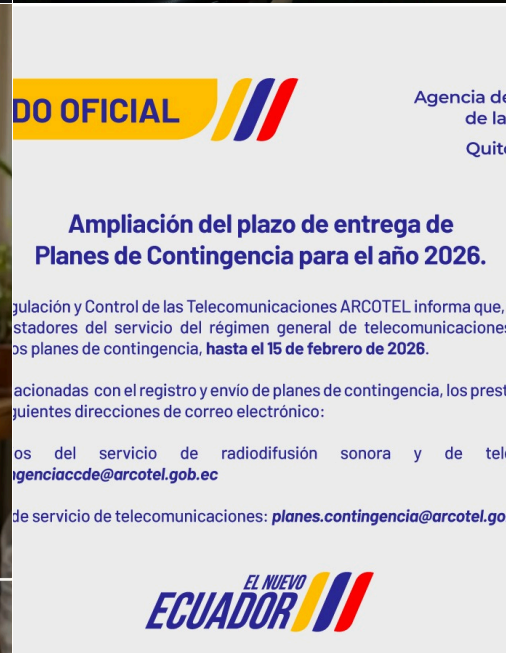 DO OFICIAL
Agencia de
de la
Quito
Ampliación del plazo de entrega de
Planes de Contingencia para el año 2026.
gulación y Control de las Telecomunicaciones ARCOTEL informa que,
stadores del servicio del régimen general de telecomunicaciones
os planes de contingencia, hasta el 15 de febrero de 2026.
acionadas con el registro y envío de planes de contingencia, los prest
guientes direcciones de correo electrónico:
os del servicio de radiodifusión sonora y de tel
ngenciaccde@arcotel.gob.ec
de servicio de telecomunicaciones: planes.contingencia@arcotel.go
EL NUEVO
ECUADOR